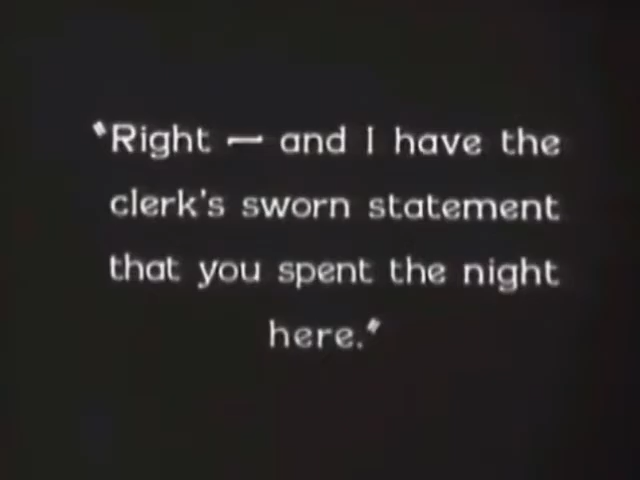 "Right — and I have the
clerk's sworn statement
that you spent the night
here."